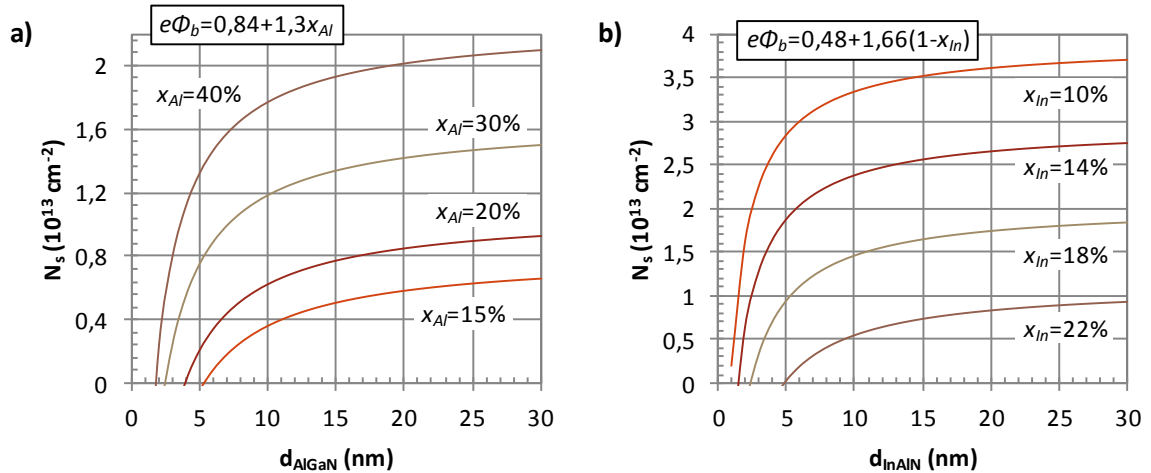 a)
eΦb=0,84+1,3xAl
2
1,6
1,2
0,8
0,4
0
Ns (10¹³ cm⁻²)
xAl=40%
xAl=30%
xAl=20%
xAl=15%
0 5 10 15 20 25 30
dAlGaN (nm)
b)
eΦb=0,48+1,66(1-xIn)
4
3,5
3
2,5
2
1,5
1
0,5
0
Ns (10¹³ cm⁻²)
xIn=10%
xIn=14%
xIn=18%
xIn=22%
0 5 10 15 20 25 30
dInAlN (nm)